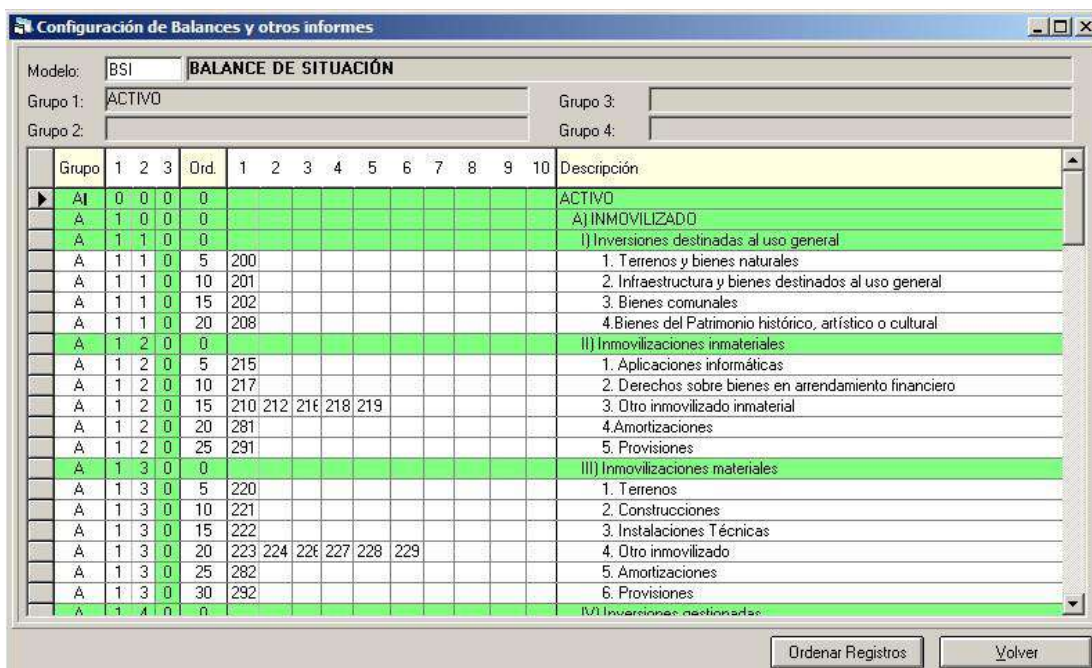 Configuración de Balances y otros informes
Modelo: BSI BALANCE DE SITUACIÓN
Grupo 1: ACTIVO Grupo 3:
Grupo 2: Grupo 4:
Grupo 1 2 3 Ord. 1 2 3 4 5 6 7 8 9 10 Descripción
A 0 0 0 0 ACTIVO
A 1 0 0 0 A) INMOVILIZADO
A 1 1 0 0 I) Inversiones destinadas al uso general
A 1 1 0 5 200 1. Terrenos y bienes naturales
A 1 1 0 10 201 2. Infraestructura y bienes destinados al uso general
A 1 1 0 15 202 3. Bienes comunales
A 1 1 0 20 208 4.Bienes del Patrimonio histórico, artístico o cultural
A 1 2 0 0 II) Inmovilizaciones inmateriales
A 1 2 0 5 215 1. Aplicaciones informáticas
A 1 2 0 10 217 2. Derechos sobre bienes en arrendamiento financiero
A 1 2 0 15 210 212 216 218 219 3. Otro inmovilizado inmaterial
A 1 2 0 20 281 4.Amortizaciones
A 1 2 0 25 291 5. Provisiones
A 1 3 0 0 III) Inmovilizaciones materiales
A 1 3 0 5 220 1. Terrenos
A 1 3 0 10 221 2. Construcciones
A 1 3 0 15 222 3. Instalaciones Técnicas
A 1 3 0 20 223 224 226 227 228 229 4. Otro inmovilizado
A 1 3 0 25 282 5. Amortizaciones
A 1 3 0 30 292 6. Provisiones
A 1 4 0 0 IV) Inversiones gestionadas
Ordenar Registros Volver